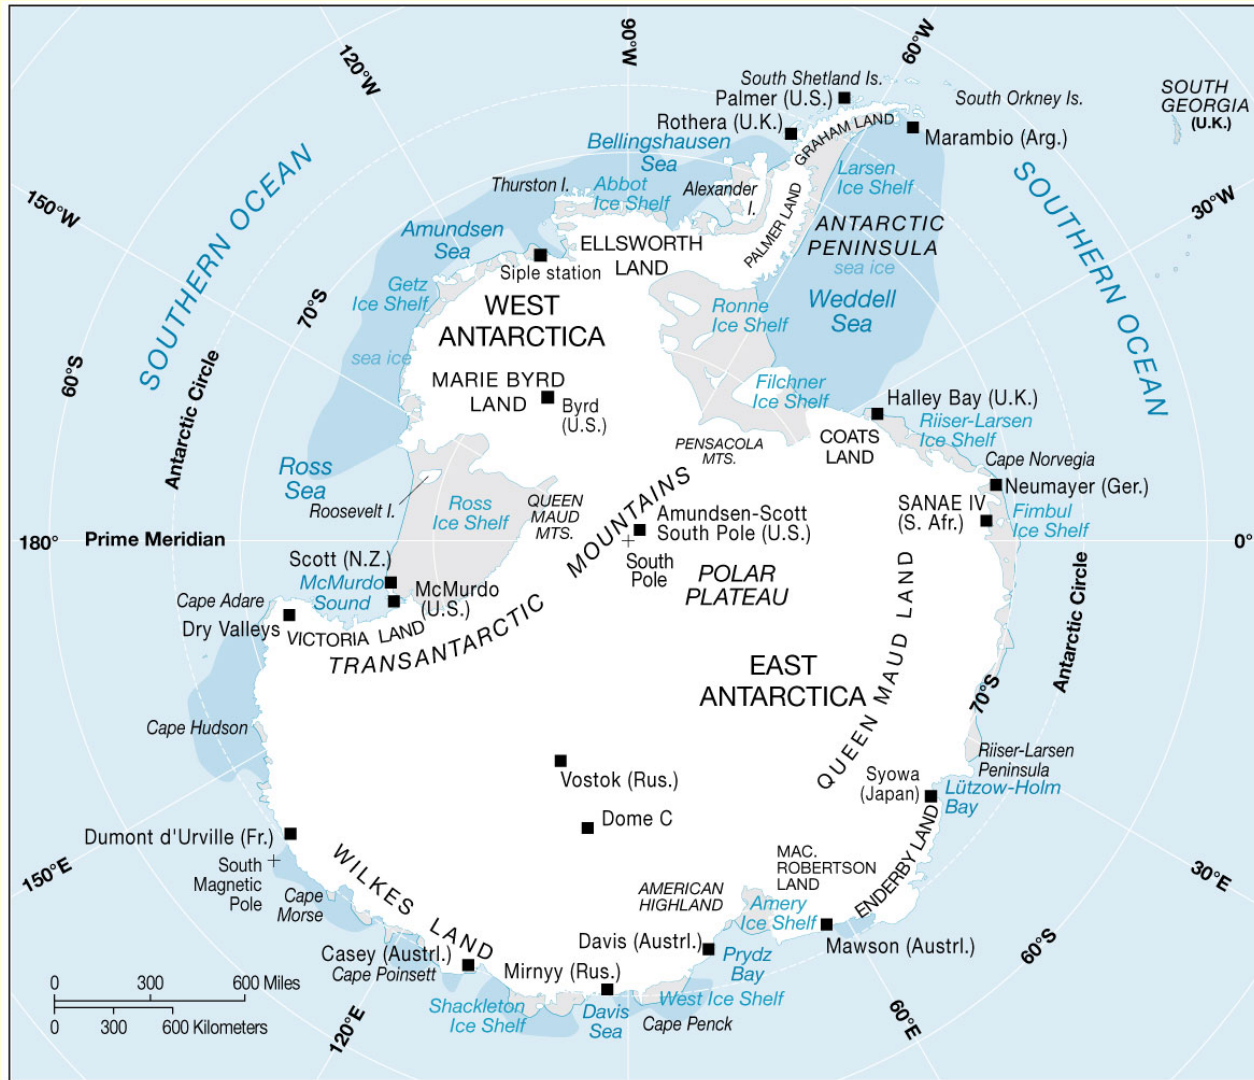 90°W
60°W
120°W
South Shetland Is.
Palmer (U.S.)
South Orkney Is.
SOUTH
GEORGIA
(U.K.)
Rothera (U.K.)
GRAHAM LAND
Marambio (Arg.)
Bellingshausen
Sea
Larsen
Ice Shelf
Thurston I.
Abbot
Ice Shelf
Alexander
I.
PALMER LAND
SOUTHERN OCEAN
SOUTHERN OCEAN
150°W
30°W
ANTARCTIC
PENINSULA
sea ice
Amundsen
Sea
ELLSWORTH
LAND
Siple station
Getz
Ice Shelf
70°S
WEST
ANTARCTICA
Ronne
Ice Shelf
Weddell
Sea
sea ice
60°S
Antarctic Circle
MARIE BYRD
LAND
Byrd
(U.S.)
Filchner
Ice Shelf
Halley Bay (U.K.)
Riiser-Larsen
Ice Shelf
PENSACOLA
MTS.
COATS
LAND
Cape Norvegia
Ross
Sea
Roosevelt I.
Ross
Ice Shelf
QUEEN
MAUD
MTS.
Neumayer (Ger.)
SANAE IV
(S. Afr.)
Fimbul
Ice Shelf
Amundsen-Scott
South Pole (U.S.)
180°
Prime Meridian
0°
South
Pole
Scott (N.Z.)
McMurdo
Sound
McMurdo
(U.S.)
POLAR
PLATEAU
Cape Adare
Dry Valleys
VICTORIA LAND
TRANSANTARCTIC MOUNTAINS
Antarctic Circle
EAST
ANTARCTICA
QUEEN MAUD LAND
70°S
Cape Hudson
Riiser-Larsen
Peninsula
Vostok (Rus.)
Syowa
(Japan)
Lützow-Holm
Bay
Dome C
Dumont d'Urville (Fr.)
South
Magnetic
Pole
WILKES LAND
MAC.
ROBERTSON
LAND
ENDERBY LAND
150°E
30°E
Cape
Morse
AMERICAN
HIGHLAND
Amery
Ice Shelf
Casey (Austrl.)
Cape Poinsett
Davis (Austrl.)
Mawson (Austrl.)
60°S
Mirnyy (Rus.)
Prydz
Bay
0 300 600 Miles
0 300 600 Kilometers
Shackleton
Ice Shelf
Davis
Sea
West Ice Shelf
Cape Penck
120°E
60°E